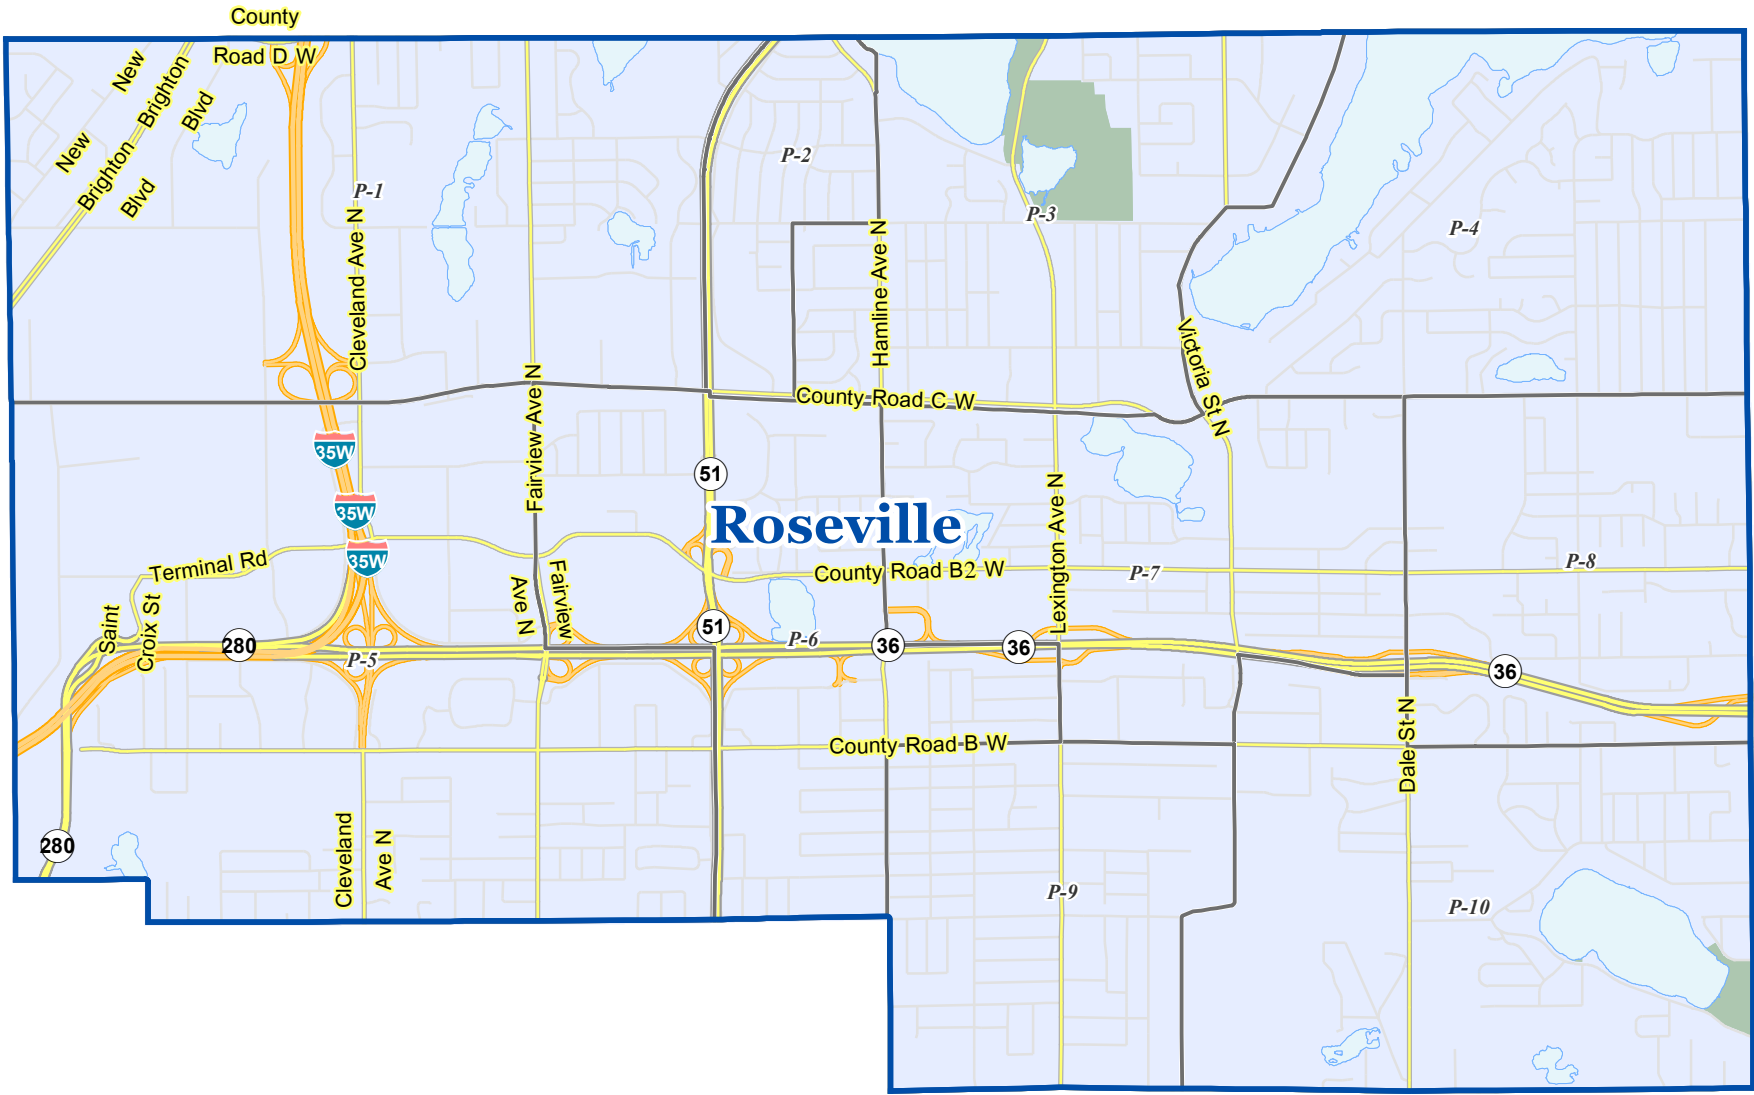 County
Road D W
New
Brighton
Blvd
New
Brighton
Blvd
P-1
P-2
P-3
P-4
Cleveland Ave N
Hamline Ave N
Victoria St N
Fairview Ave N
County Road C W
35W
35W
35W
51
Roseville
Lexington Ave N
Terminal Rd
County Road B2 W
P-7
P-8
Saint
Croix St
Fairview
Ave N
280
51
P-6
36
36
P-5
36
County Road B W
Dale St N
280
Cleveland
Ave N
P-9
P-10